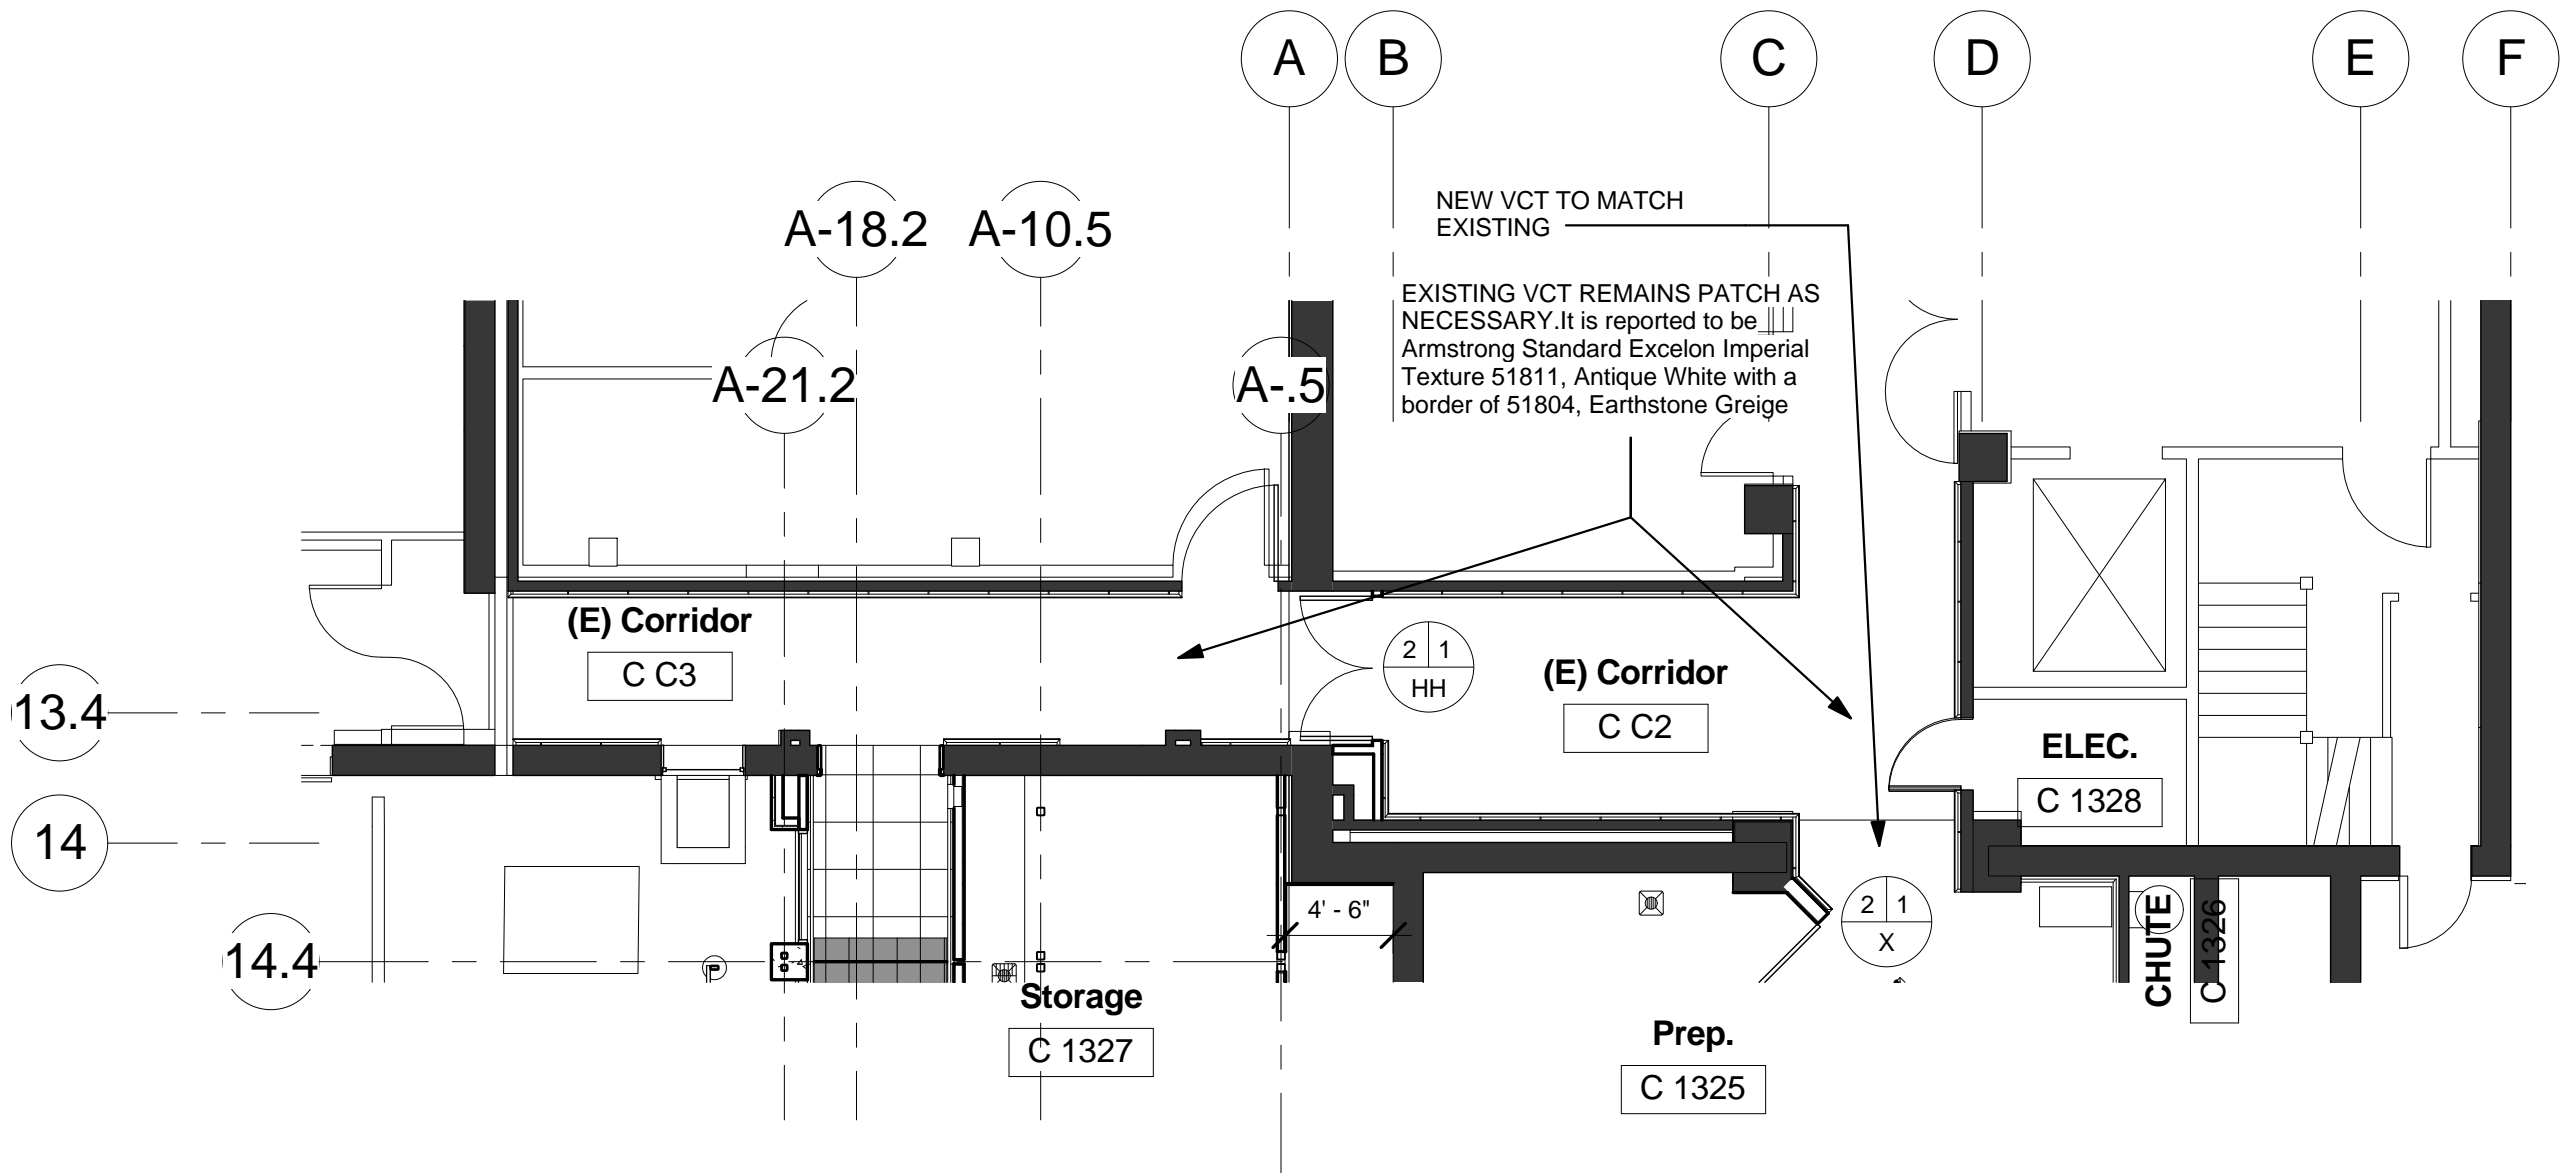 A
B
C
D
E
F
A-18.2
A-10.5
NEW VCT TO MATCH
EXISTING
EXISTING VCT REMAINS PATCH AS
NECESSARY.It is reported to be
Armstrong Standard Excelon Imperial
Texture 51811, Antique White with a
border of 51804, Earthstone Greige
A-21.2
A-.5
(E) Corridor
C C3
2 1
HH
(E) Corridor
C C2
13.4
ELEC.
C 1328
14
4' - 6"
2 1
X
CHUTE
C 1326
14.4
Storage
C 1327
Prep.
C 1325